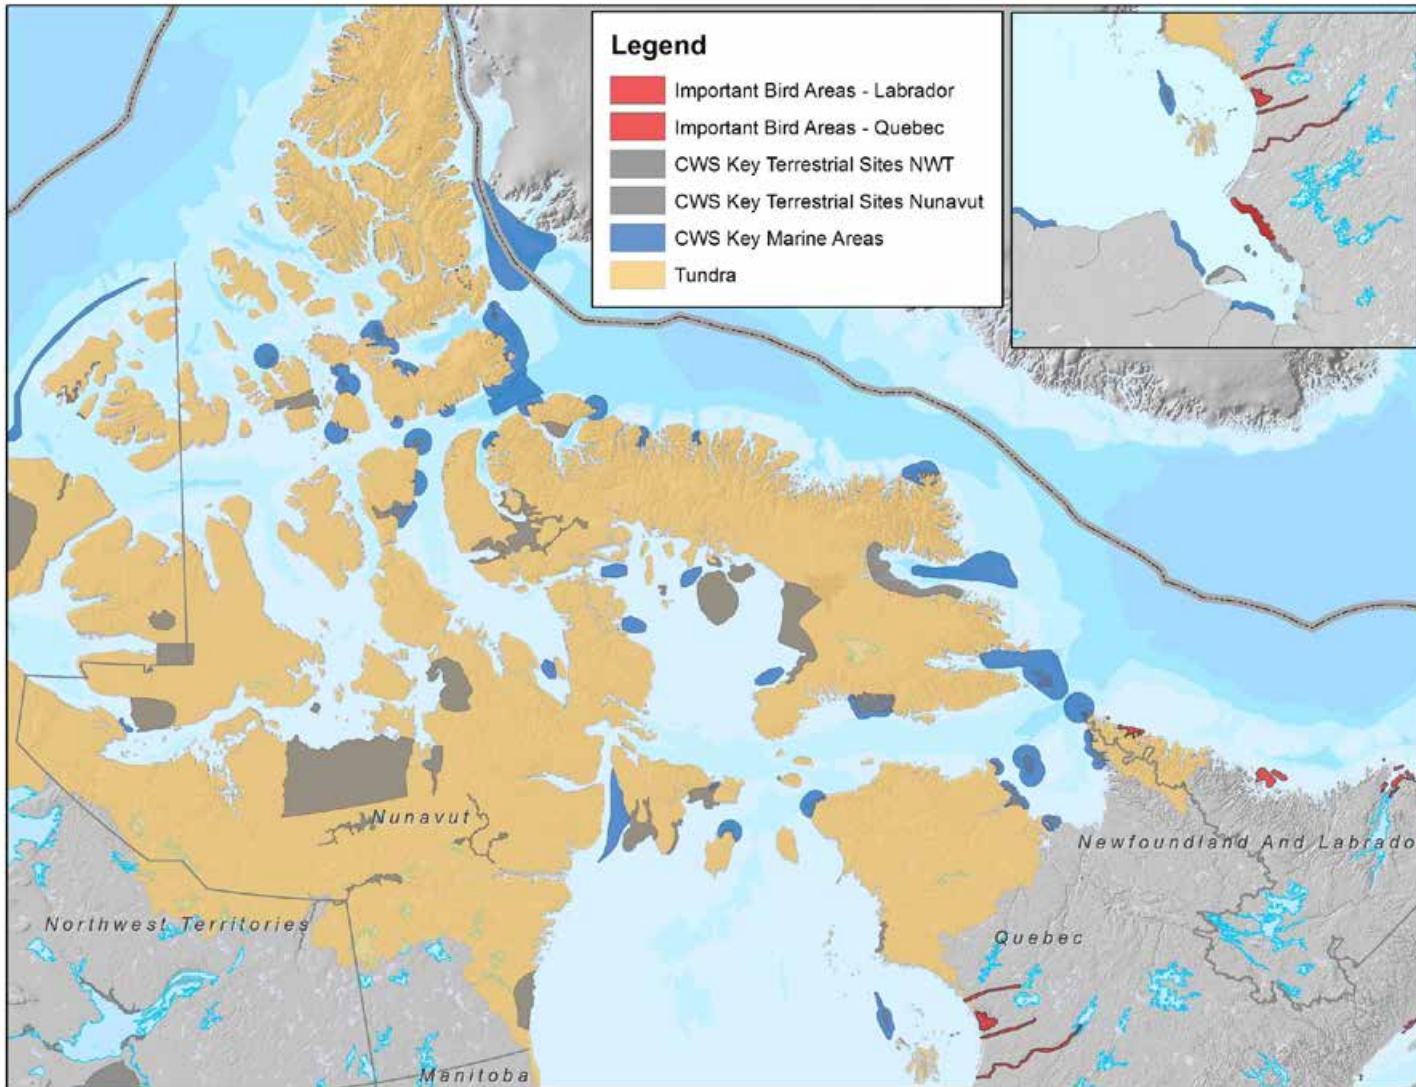 Legend
Important Bird Areas - Labrador
Important Bird Areas - Quebec
CWS Key Terrestrial Sites NWT
CWS Key Terrestrial Sites Nunavut
CWS Key Marine Areas
Tundra
Nunavut
Newfoundland And Labrado
Northwest Territories
Quebec
Manitoba